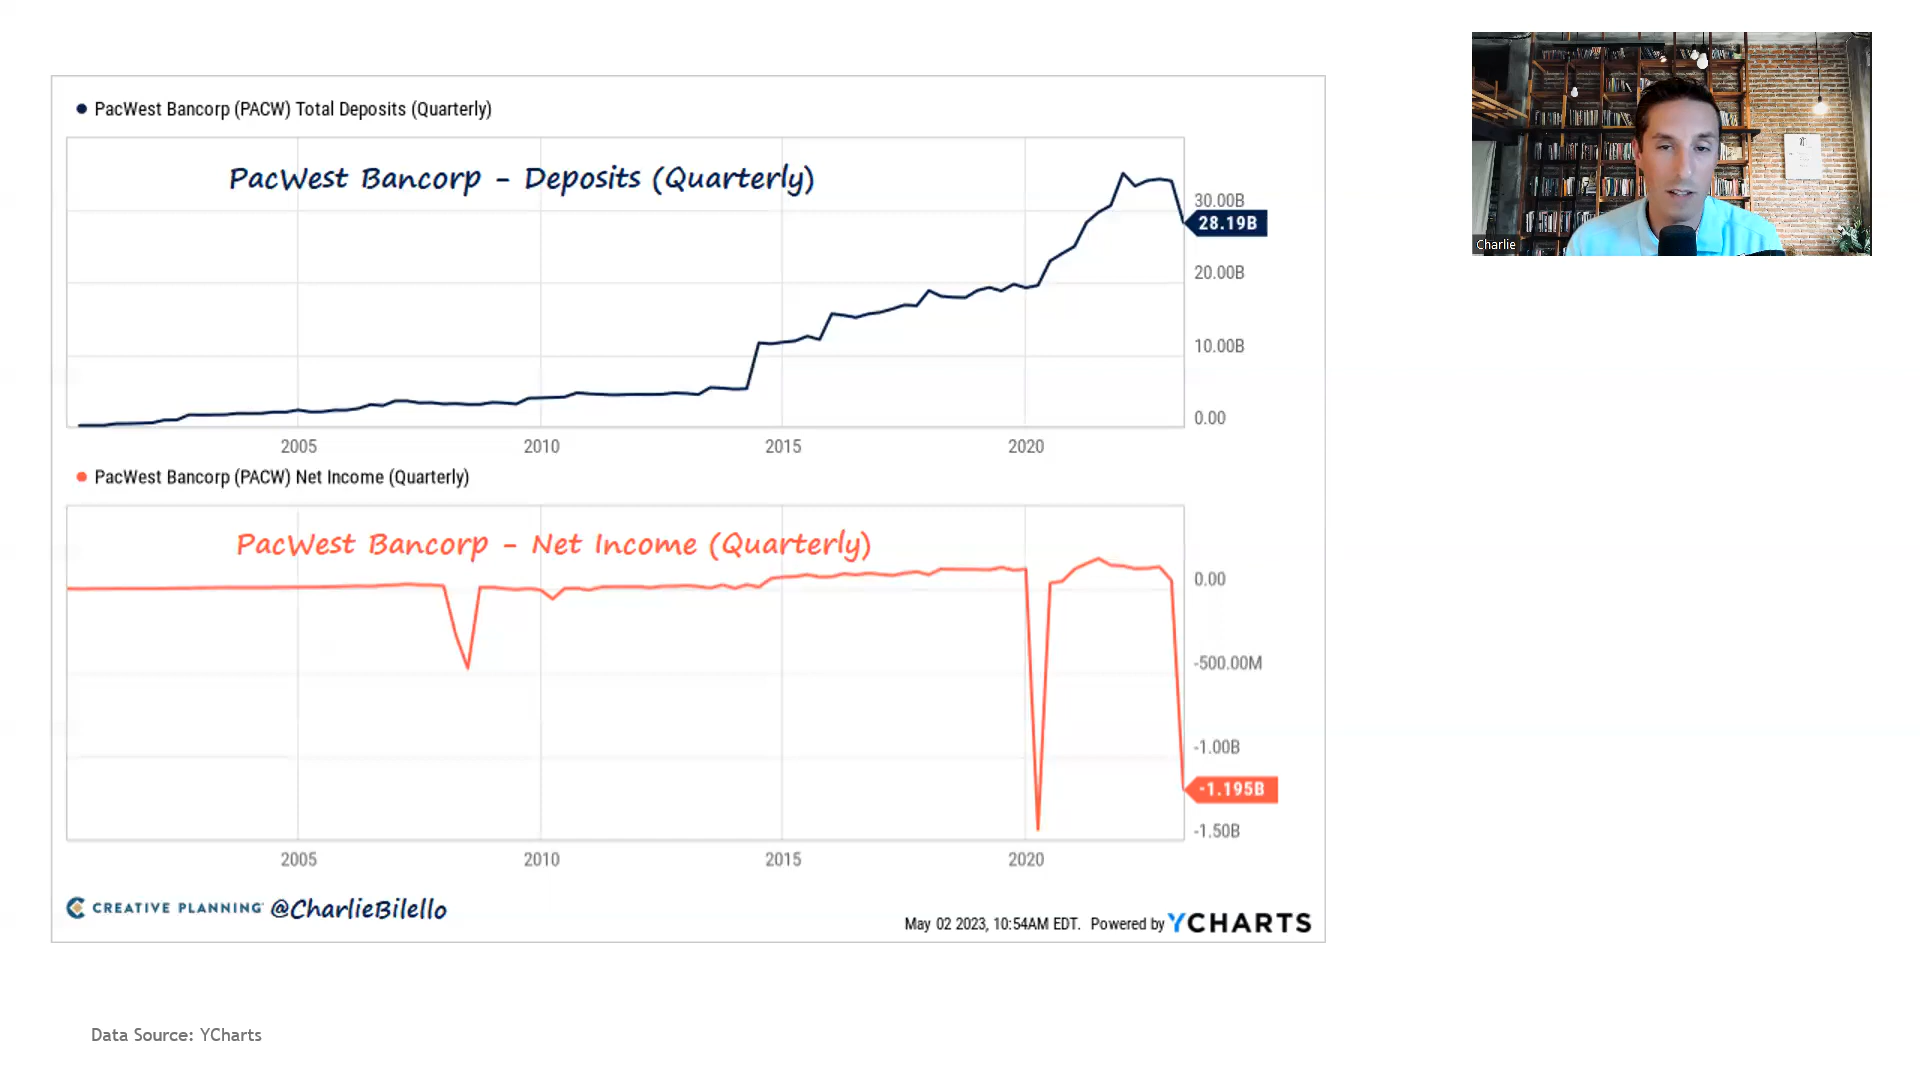 PacWest Bancorp (PACW) Total Deposits (Quarterly)
PacWest Bancorp - Deposits (Quarterly)
30.00B
28.19B
20.00B
10.00B
0.00
2005 2010 2015 2020
PacWest Bancorp (PACW) Net Income (Quarterly)
PacWest Bancorp - Net Income (Quarterly)
0.00
-500.00M
-1.00B
-1.195B
-1.50B
2005 2010 2015 2020
CREATIVE PLANNING @CharlieBilello
May 02 2023, 10:54AM EDT. Powered by YCHARTS
Data Source: YCharts
Charlie